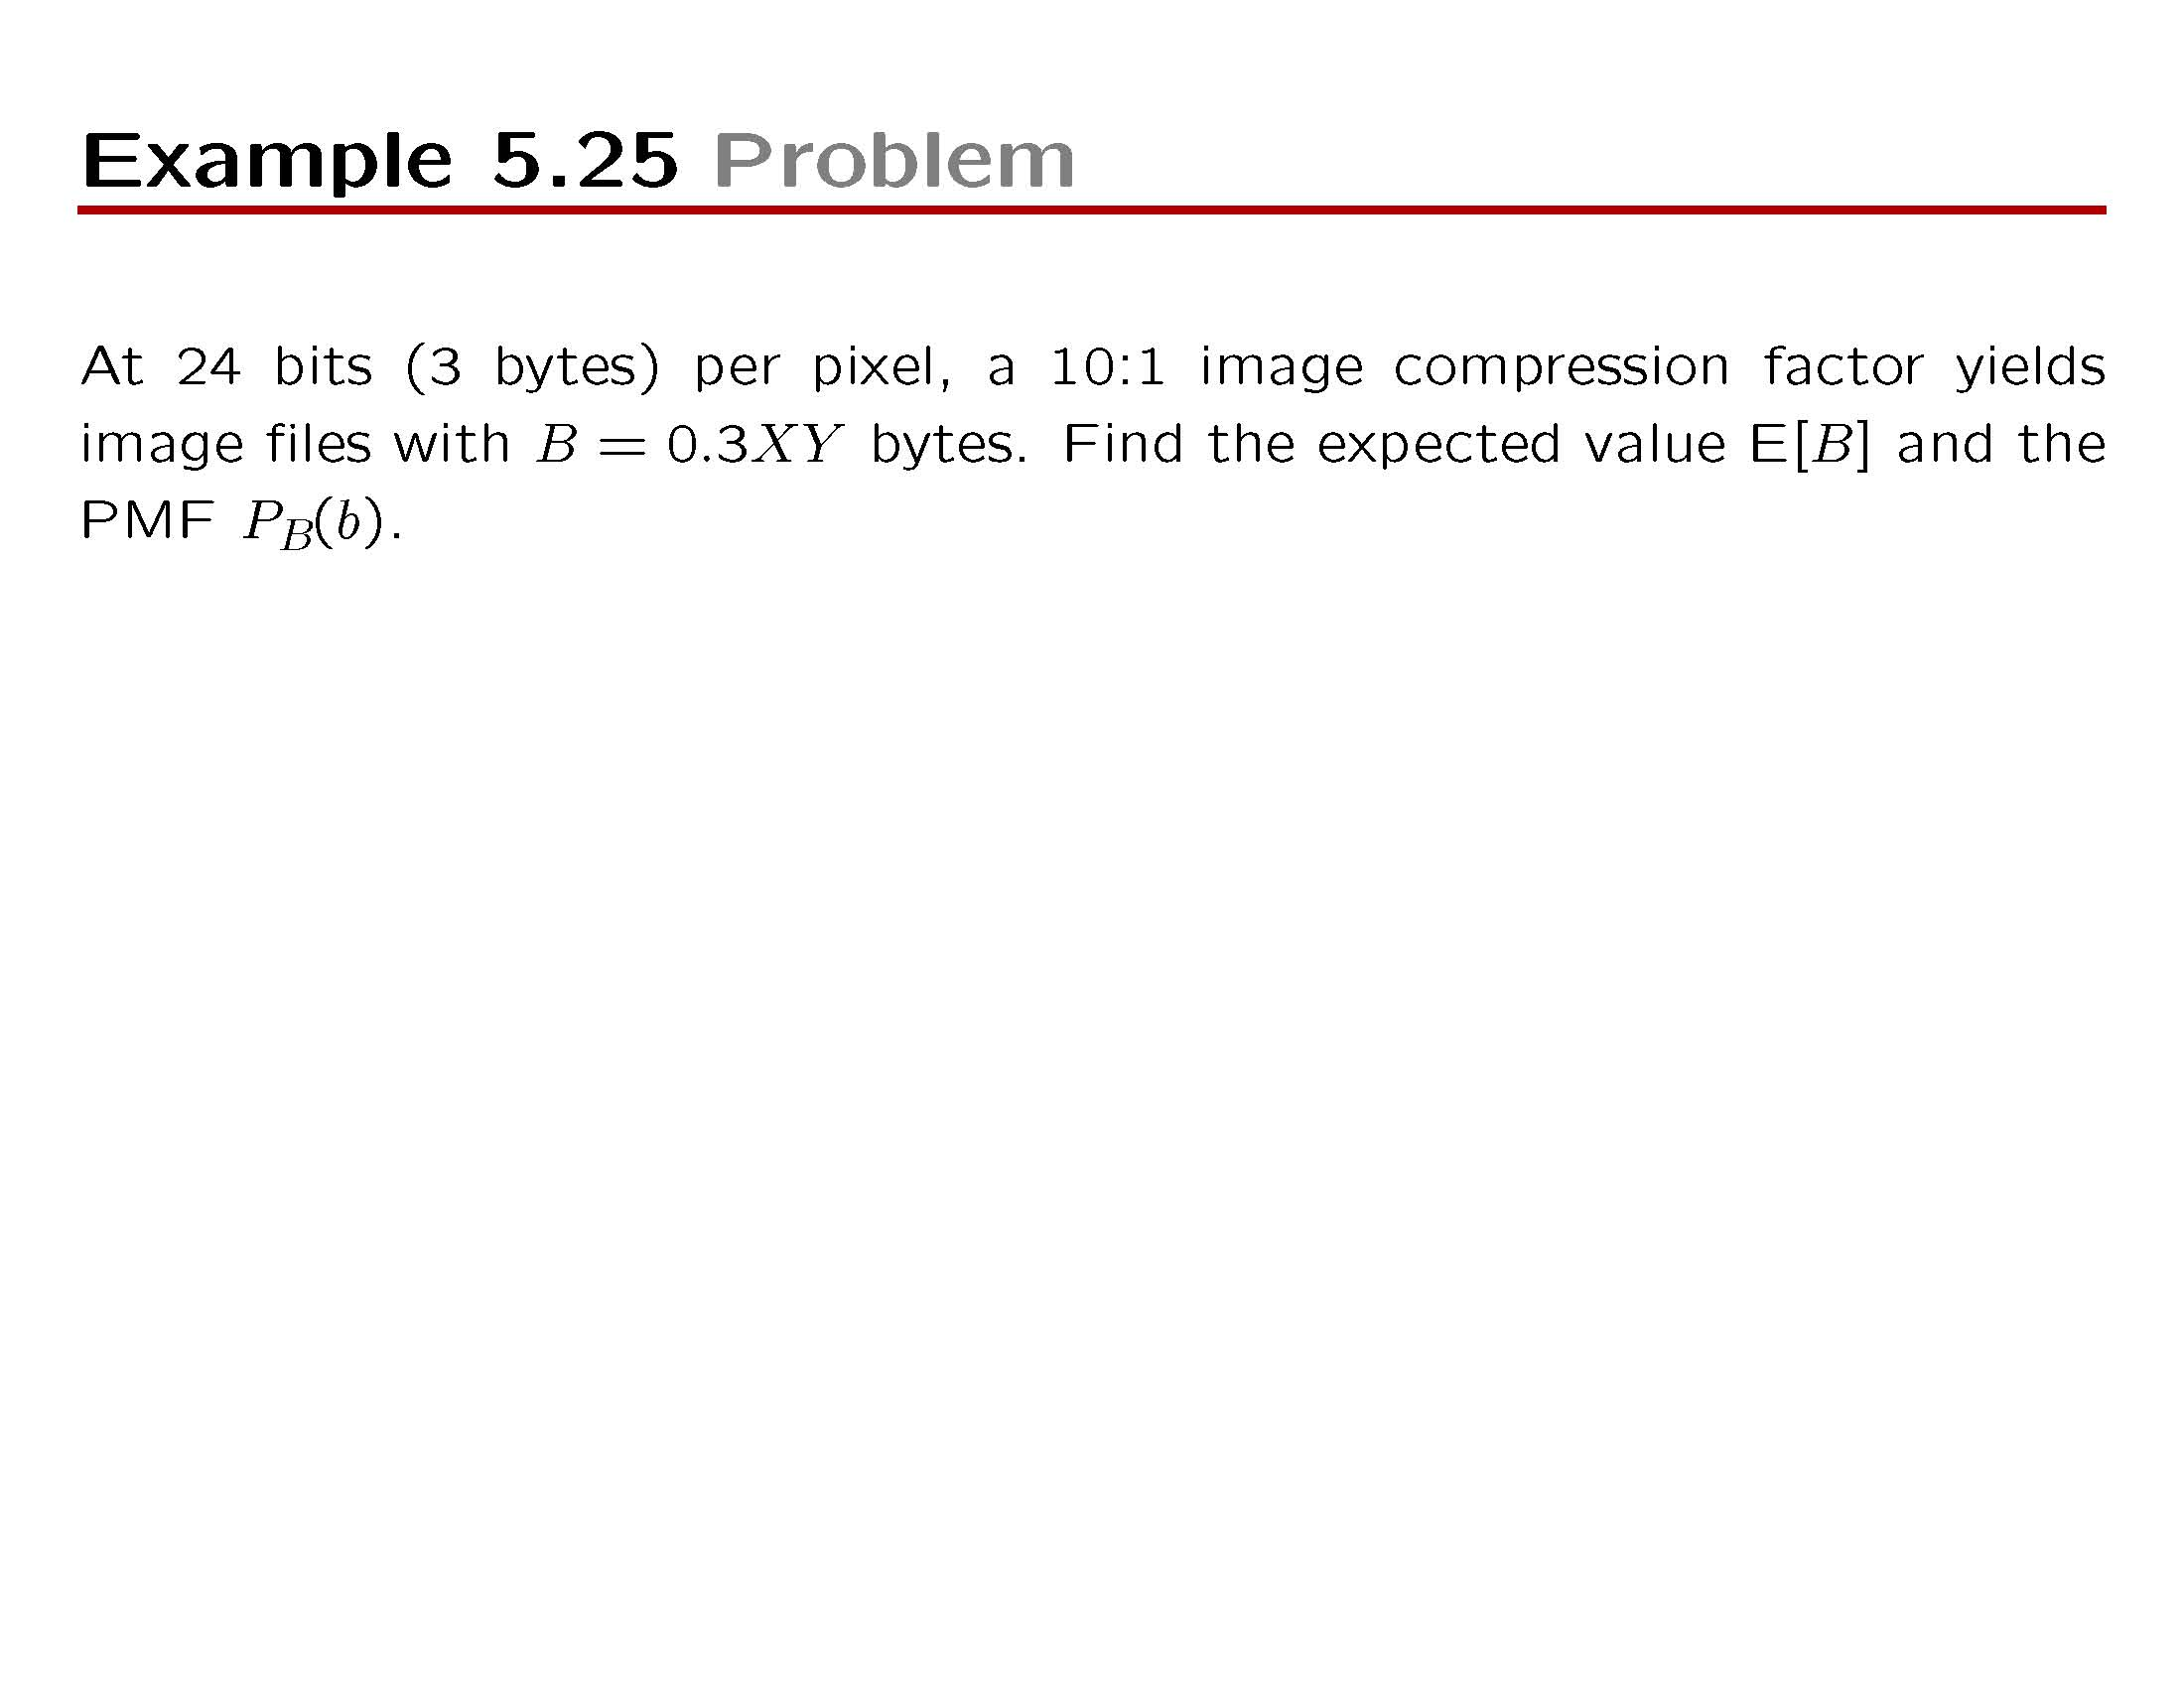 Example 5.25 Problem
At 24 bits (3 bytes) per pixel, a 10:1 image compression factor yields
image files with B = 0.3XY bytes. Find the expected value E[B] and the
PMF P_B(b).